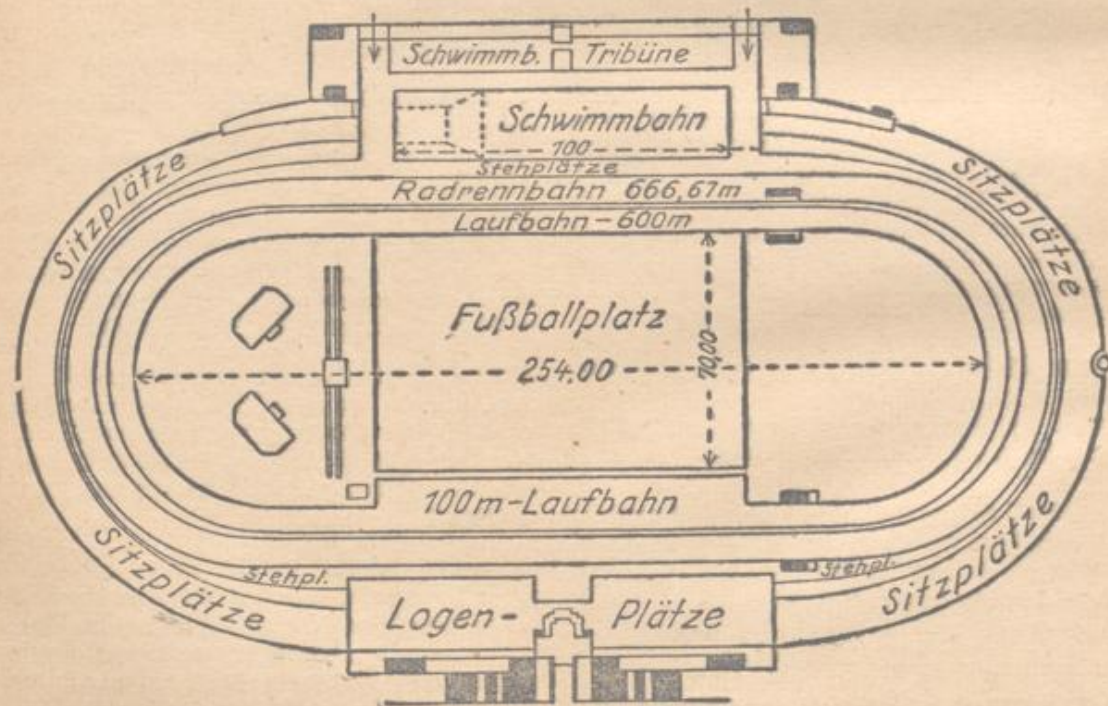 Schwimmb. Tribüne
Schwimmbahn
100
Stehplätze
Radrennbahn 666,67m
Laufbahn - 600m
Sitzplätze
Sitzplätze
Fußballplatz
254.00
70,00
100m-Laufbahn
Sitzplätze
Stehpl.
Stehpl.
Sitzplätze
Logen- Plätze